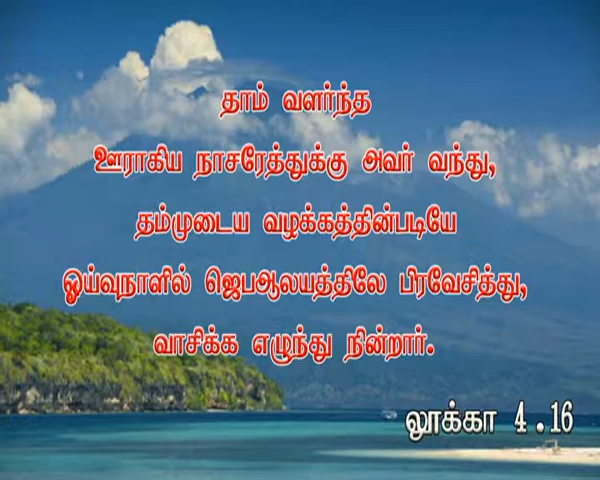 தாம் வளர்ந்த
ஊராகிய நாசரேத்துக்கு அவர் வந்து,
தம்முடைய வழக்கத்தின்படியே
ஓய்வுநாளில் ஜெபஆலயத்திலே பிரவேசித்து,
வாசிக்க எழுந்து நின்றார்.
லூக்கா 4 .16